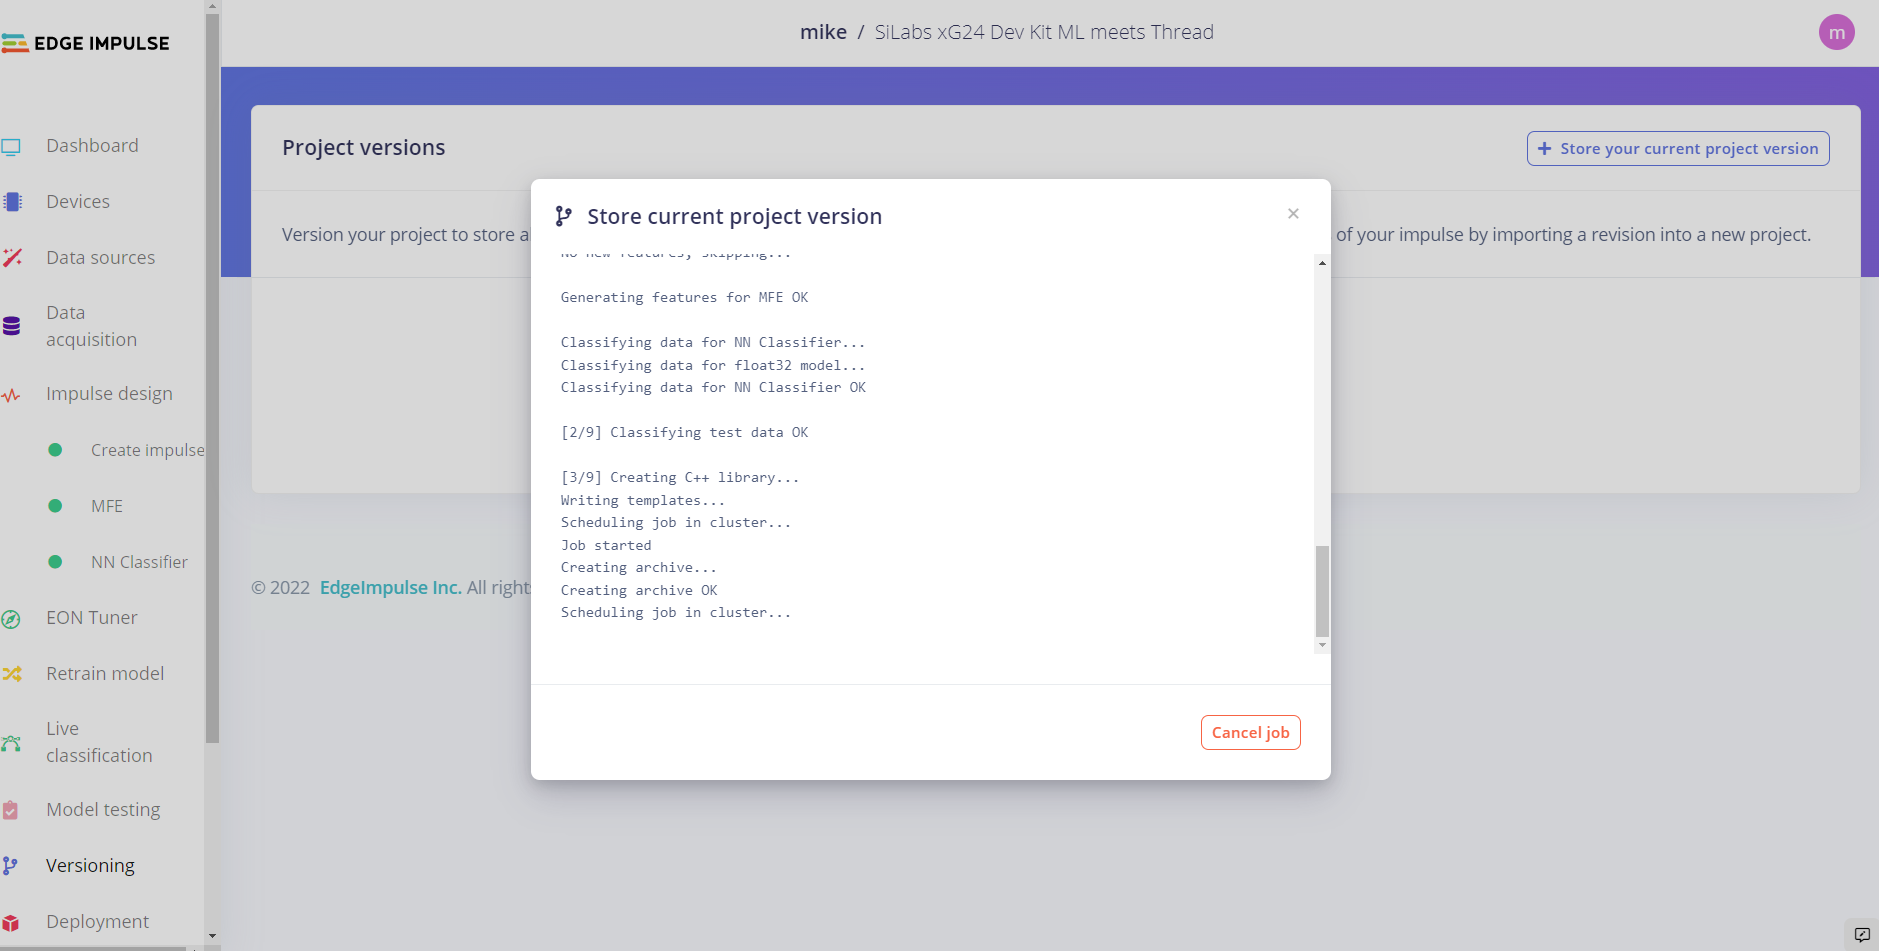 EDGE IMPULSE
mike / SiLabs xG24 Dev Kit ML meets Thread
m
Dashboard
Devices
Data sources
Data
acquisition
Impulse design
Create impulse
MFE
NN Classifier
EON Tuner
Retrain model
Live
classification
Model testing
Versioning
Deployment
Project versions
+ Store your current project version
Version your project to store a
of your impulse by importing a revision into a new project.
Store current project version
×
No new features, skipping...
Generating features for MFE OK
Classifying data for NN Classifier...
Classifying data for float32 model...
Classifying data for NN Classifier OK
[2/9] Classifying test data OK
[3/9] Creating C++ library...
Writing templates...
Scheduling job in cluster...
Job started
Creating archive...
Creating archive OK
Scheduling job in cluster...
Cancel job
© 2022 EdgeImpulse Inc. All right